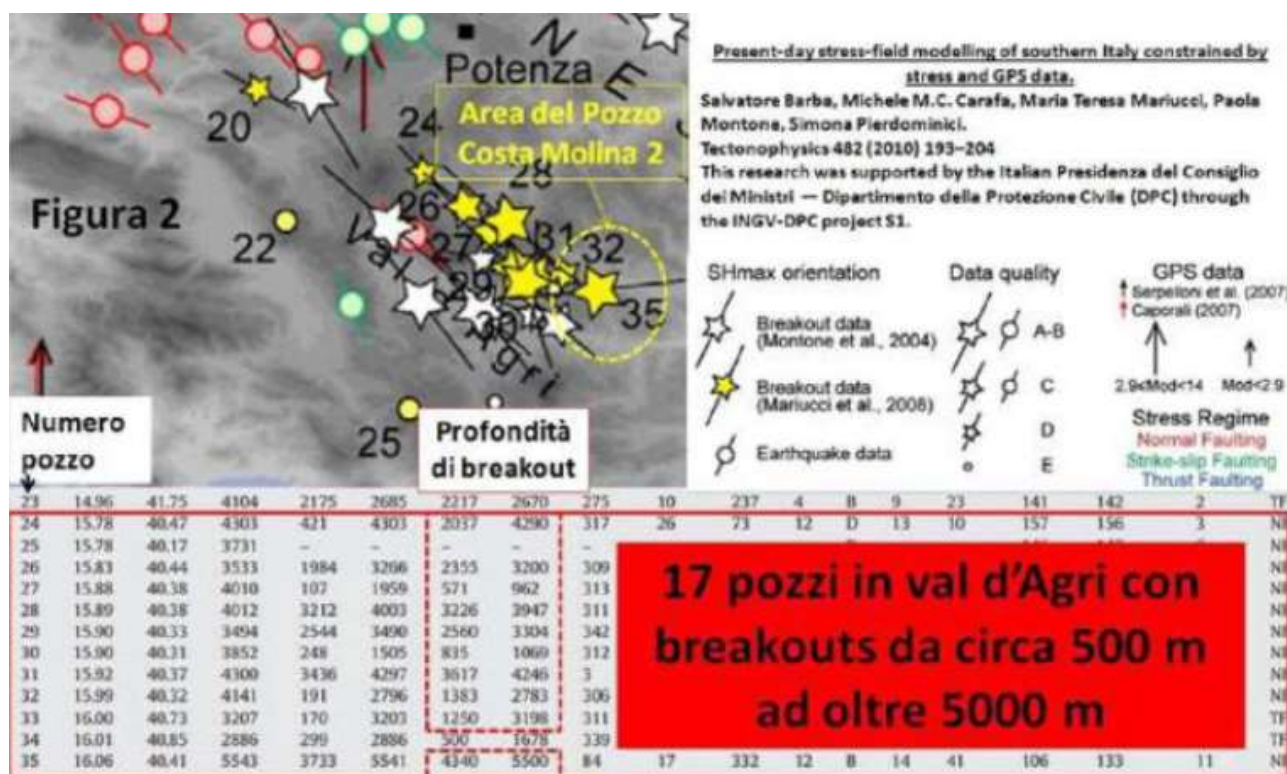 Potenza
N
E
Area del Pozzo
Costa Molina 2
20
24
28
26
Figura 2
22
27
31
32
29
35
30
Val
Agri
25
Numero
pozzo
Profondità
di breakout
Present-day stress-field modelling of southern Italy constrained by
stress and GPS data.
Salvatore Barba, Michele M.C. Carafa, Maria Teresa Mariucci, Paola
Montone, Simona Pierdominici.
Tectonophysics 482 (2010) 193–204
This research was supported by the Italian Presidenza del Consiglio
dei Ministri — Dipartimento della Protezione Civile (DPC) through
the INGV-DPC project S1.
SHmax orientation
Breakout data
(Montone et al., 2004)
Breakout data
(Mariucci et al., 2008)
Earthquake data
Data quality
A-B
C
D
E
GPS data
Serpelloni et al. (2007)
Caporali (2007)
2.9<Mod<14 Mod<2.9
Stress Regime
Normal Faulting
Strike-slip Faulting
Thrust Faulting
23 14.96 41.75 4104 2175 2685 2217 2670 275 10 237 4 B 9 23 141 142 2
24 15.78 40.47 4303 421 4303 2037 4290 317 26 73 12 D 13 10 157 156 3
25 15.78 40.17 3731 – – – – –
26 15.83 40.44 3533 1984 3266 2355 3200 309
27 15.88 40.38 4010 107 1959 571 962 313
28 15.89 40.38 4012 3212 4003 3226 3947 311
29 15.90 40.33 3494 2544 3490 2560 3304 342
30 15.90 40.31 3852 248 1505 835 1069 312
31 15.92 40.37 4300 3436 4297 3617 4246 3
32 15.99 40.32 4141 191 2796 1383 2783 306
33 16.00 40.73 3207 170 3203 1250 3198 311
34 16.01 40.85 2886 299 2886 500 1678 339
35 16.06 40.41 5543 3733 5541 4340 5500 84 17 332 12 B 14 41 106 133 11
17 pozzi in val d'Agri con
breakouts da circa 500 m
ad oltre 5000 m